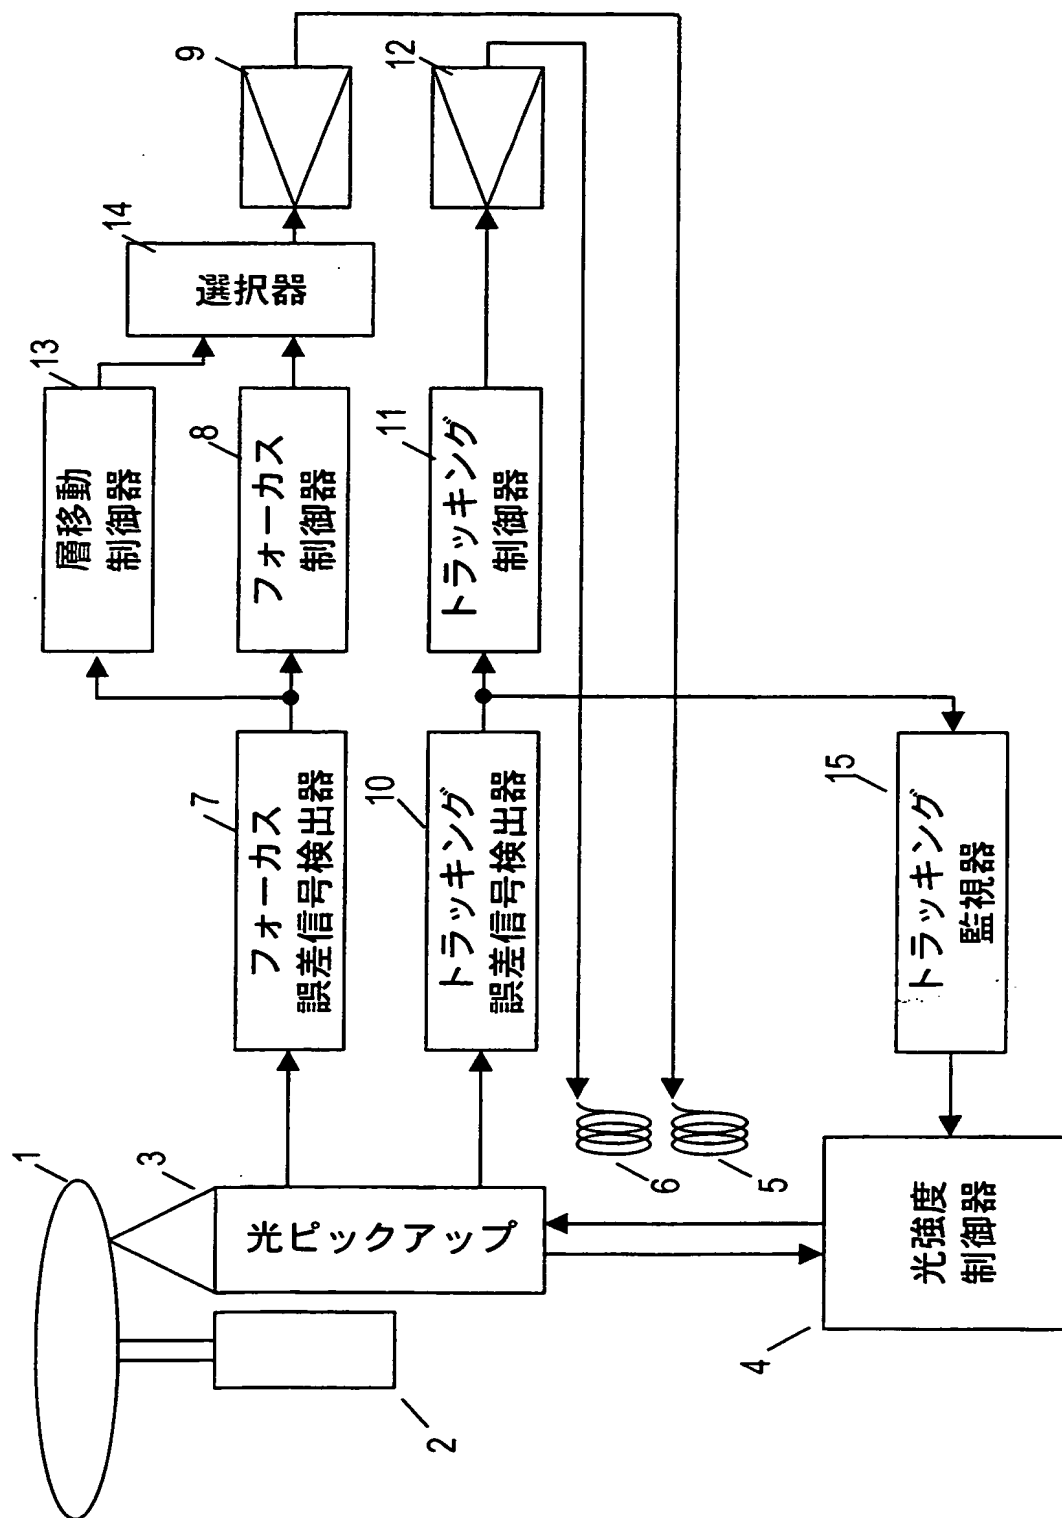 1
2
3
光ピックアップ
4
光強度
制御器
5
6
7
フォーカス
誤差信号検出器
8
フォーカス
制御器
9
10
トラッキング
誤差信号検出器
11
トラッキング
制御器
12
13
層移動
制御器
14
選択器
15
トラッキング
監視器